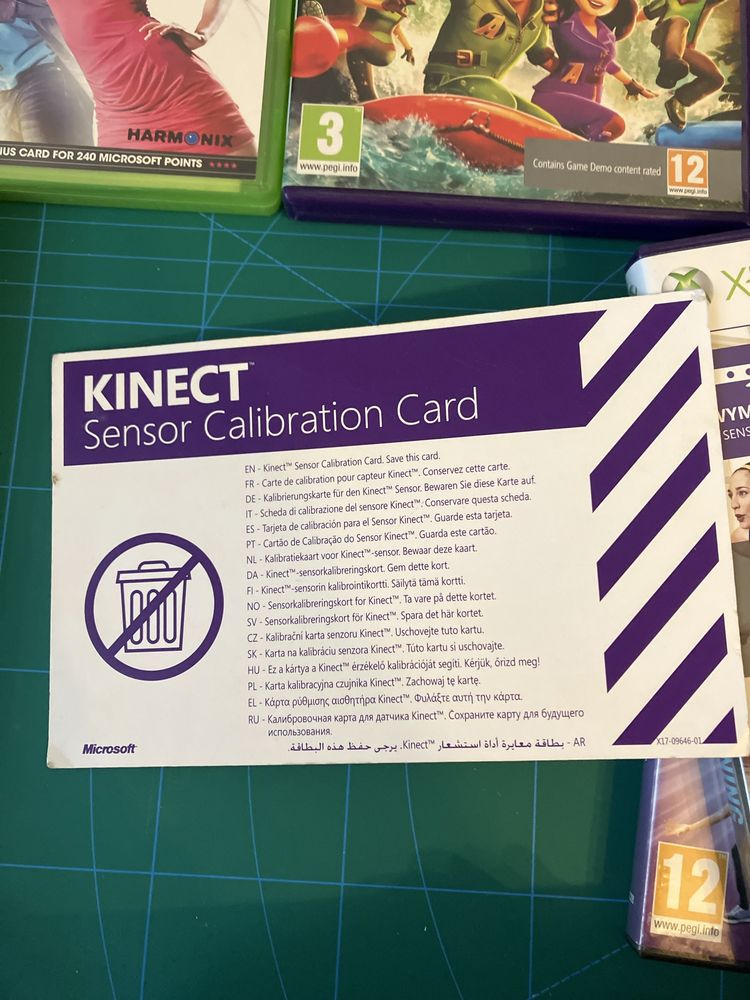 HARMONIX
NUS CARD FOR 240 MICROSOFT POINTS ★★★★
3
www.pegi.info
Contains Game Demo content rated
12
www.pegi.info
KINECT™
Sensor Calibration Card
EN - Kinect™ Sensor Calibration Card. Save this card.
FR - Carte de calibration pour capteur Kinect™. Conservez cette carte.
DE - Kalibrierungskarte für den Kinect™ Sensor. Bewaren Sie diese Karte auf.
IT - Scheda di calibrazione del sensore Kinect™. Conservare questa scheda.
ES - Tarjeta de calibración para el Sensor Kinect™. Guarde esta tarjeta.
PT - Cartão de Calibração do Sensor Kinect™. Guarda este cartão.
NL - Kalibratiekaart voor Kinect™-sensor. Bewaar deze kaart.
DA - Kinect™-sensorkalibreringskort. Gem dette kort.
FI - Kinect™-sensorin kalibrointikortti. Säilytä tämä kortti.
NO - Sensorkalibreringskort for Kinect™. Ta vare på dette kortet.
SV - Sensorkalibreringskort för Kinect™. Spara det här kortet.
CZ - Kalibrační karta senzoru Kinect™. Uschovejte tuto kartu.
SK - Karta na kalibráciu senzora Kinect™. Túto kartu si uschovajte.
HU - Ez a kártya a Kinect™ érzékelő kalibrációját segíti. Kérjük, őrizd meg!
PL - Karta kalibracyjna czujnika Kinect™. Zachowaj tę kartę.
EL - Κάρτα ρύθμισης αισθητήρα Kinect™. Φυλάξτε αυτή την κάρτα.
RU - Калибровочная карта для датчика Kinect™. Сохраните карту для будущего
использования.
AR - بطاقة معايرة أداة استشعار Kinect™. يرجى حفظ هذه البطاقة.
Microsoft
X17-09646-01
X
WYM
SENS
12
www.pegi.info